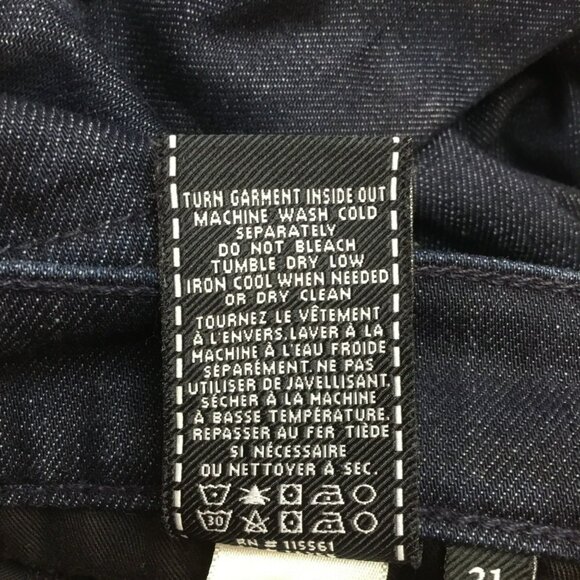 TURN GARMENT INSIDE OUT
MACHINE WASH COLD
SEPARATELY
DO NOT BLEACH
TUMBLE DRY LOW
IRON COOL WHEN NEEDED
OR DRY CLEAN
TOURNEZ LE VÊTEMENT
À L'ENVERS.LAVER À LA
MACHINE À L'EAU FROIDE
SÉPARÉMENT. NE PAS
UTILISER DE JAVELLISANT.
SÉCHER À LA MACHINE
À BASSE TEMPÉRATURE.
REPASSER AU FER TIÈDE
SI NÉCESSAIRE
OU NETTOYER À SEC.
30
RN # 115561
31